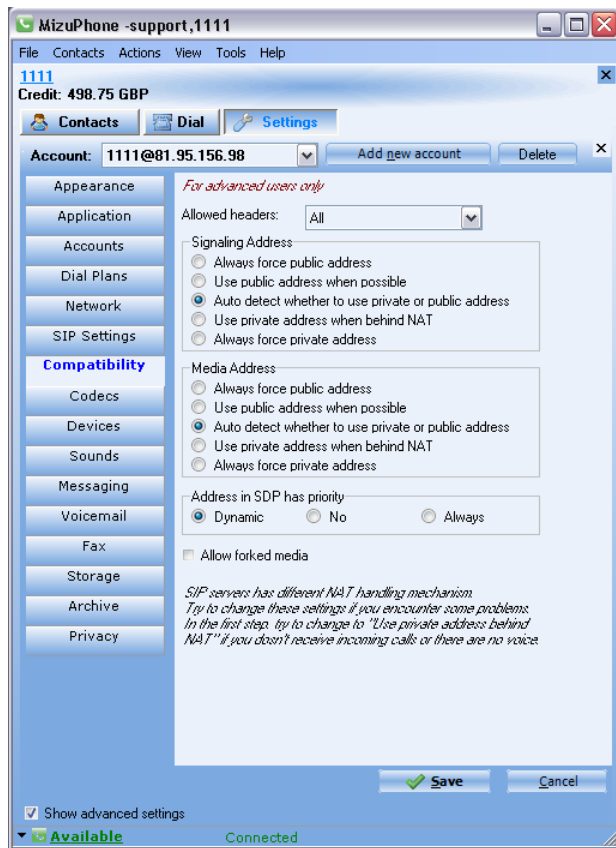 MizuPhone -support,1111
File Contacts Actions View Tools Help
1111
Credit: 498.75 GBP
Contacts Dial Settings
Account: 1111@81.95.156.98 Add new account Delete
Appearance
Application
Accounts
Dial Plans
Network
SIP Settings
Compatibility
Codecs
Devices
Sounds
Messaging
Voicemail
Fax
Storage
Archive
Privacy
For advanced users only
Allowed headers: All
Signaling Address
Always force public address
Use public address when possible
Auto detect whether to use private or public address
Use private address when behind NAT
Always force private address
Media Address
Always force public address
Use public address when possible
Auto detect whether to use private or public address
Use private address when behind NAT
Always force private address
Address in SDP has priority
Dynamic No Always
Allow forked media
SIP servers has different NAT handling mechanism.
Try to change these settings if you encounter some problems.
In the first step, try to change to "Use private address behind
NAT" if you dosn't receive incoming calls or there are no voice.
Save Cancel
Show advanced settings
Available Connected